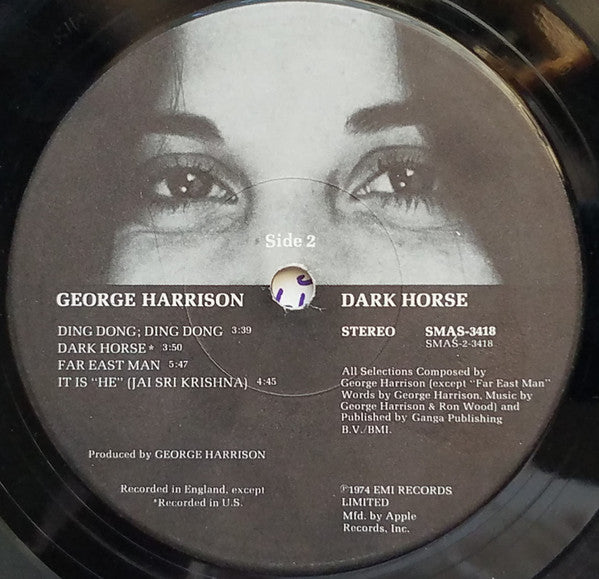 Side 2
GEORGE HARRISON
DING DONG; DING DONG 3:39
DARK HORSE* 3:50
FAR EAST MAN 5:47
IT IS "HE" (JAI SRI KRISHNA) 4:45
Produced by GEORGE HARRISON
Recorded in England, except
*Recorded in U.S.
DARK HORSE
STEREO SMAS-3418
SMAS-2-3418
All Selections Composed by
George Harrison (except "Far East Man"
Words by George Harrison, Music by
George Harrison & Ron Wood) and
Published by Ganga Publishing
B.V./BMI.
℗1974 EMI RECORDS
LIMITED
Mfd. by Apple
Records, Inc.